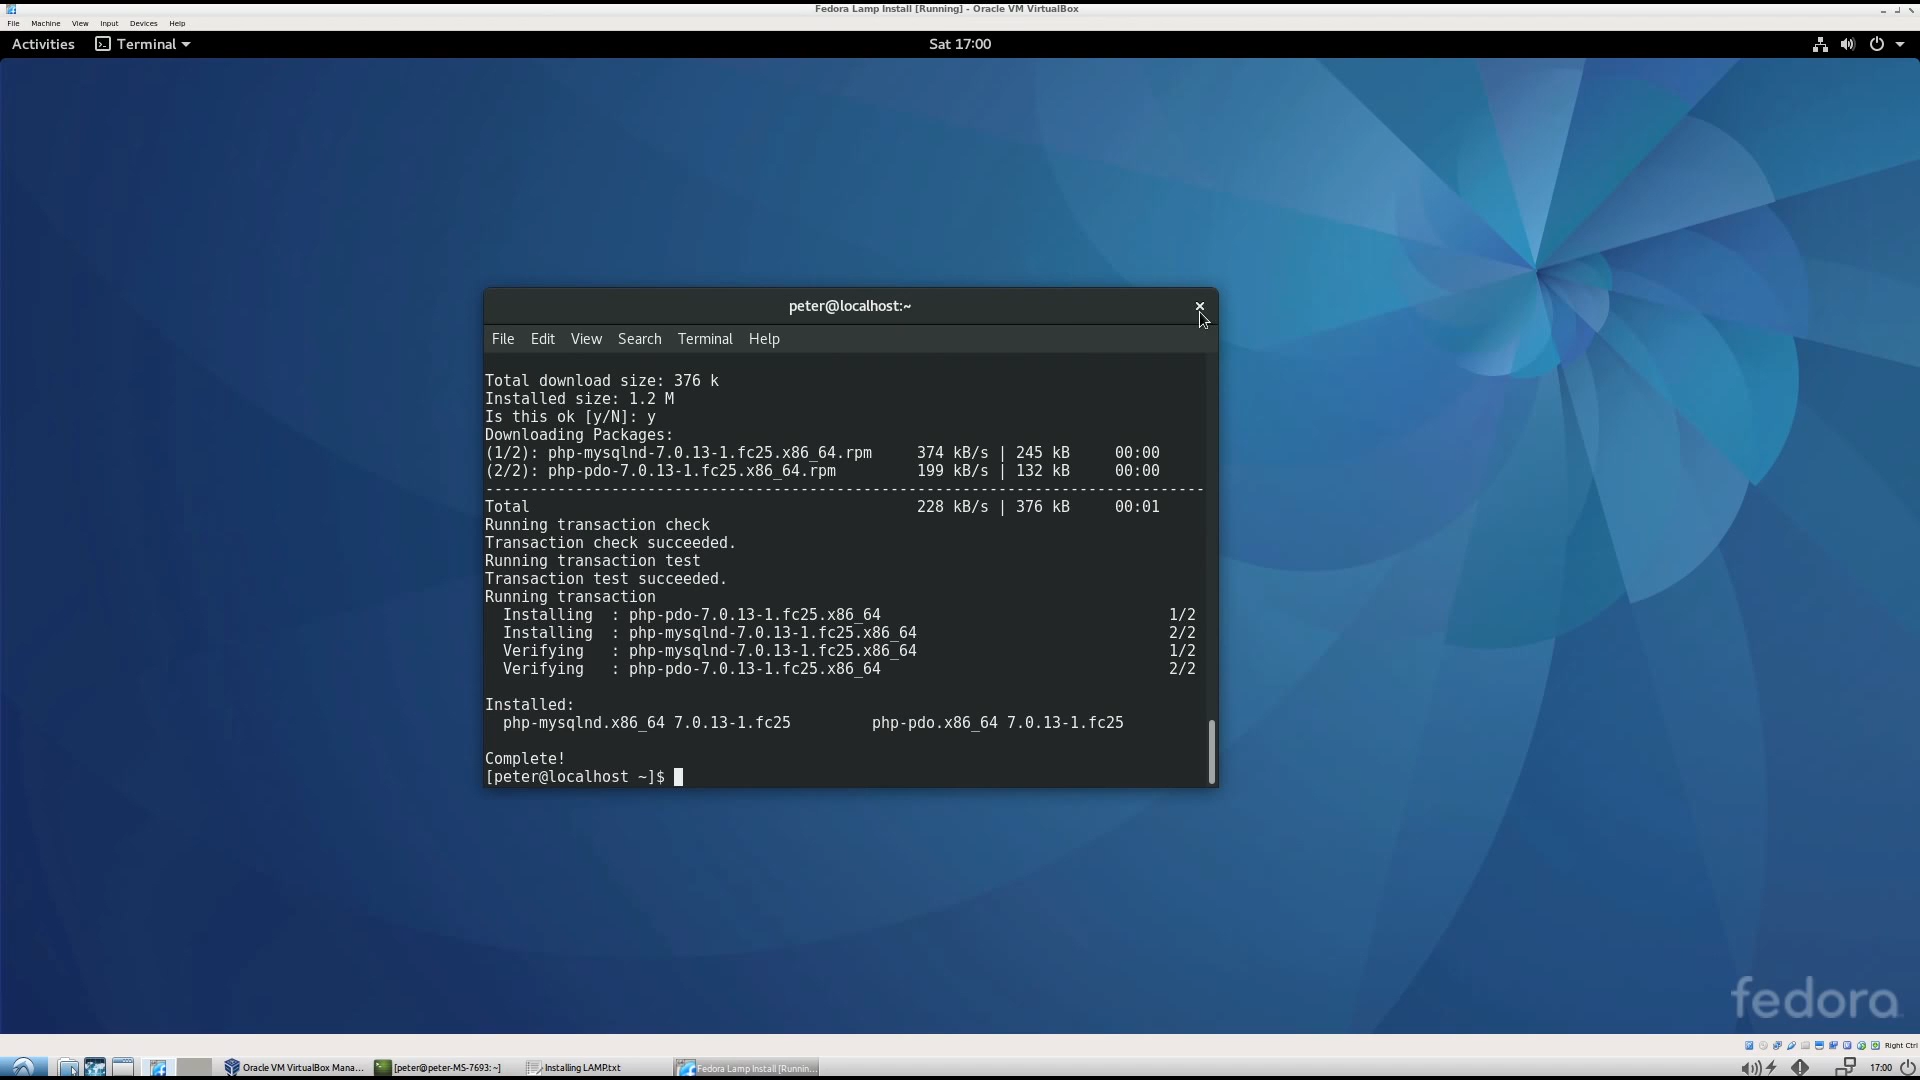 Fedora Lamp Install [Running] - Oracle VM VirtualBox
File Machine View Input Devices Help
Activities Terminal Sat 17:00
peter@localhost:~
File Edit View Search Terminal Help
Total download size: 376 k
Installed size: 1.2 M
Is this ok [y/N]: y
Downloading Packages:
(1/2): php-mysqlnd-7.0.13-1.fc25.x86_64.rpm 374 kB/s | 245 kB 00:00
(2/2): php-pdo-7.0.13-1.fc25.x86_64.rpm 199 kB/s | 132 kB 00:00
--------------------------------------------------------------------------------
Total 228 kB/s | 376 kB 00:01
Running transaction check
Transaction check succeeded.
Running transaction test
Transaction test succeeded.
Running transaction
Installing : php-pdo-7.0.13-1.fc25.x86_64 1/2
Installing : php-mysqlnd-7.0.13-1.fc25.x86_64 2/2
Verifying : php-mysqlnd-7.0.13-1.fc25.x86_64 1/2
Verifying : php-pdo-7.0.13-1.fc25.x86_64 2/2
Installed:
php-mysqlnd.x86_64 7.0.13-1.fc25 php-pdo.x86_64 7.0.13-1.fc25
Complete!
[peter@localhost ~]$
fedora
Right Ctrl
Oracle VM VirtualBox Mana... [peter@peter-MS-7693:~] Installing LAMP.txt Fedora Lamp Install [Runnin... 17:00